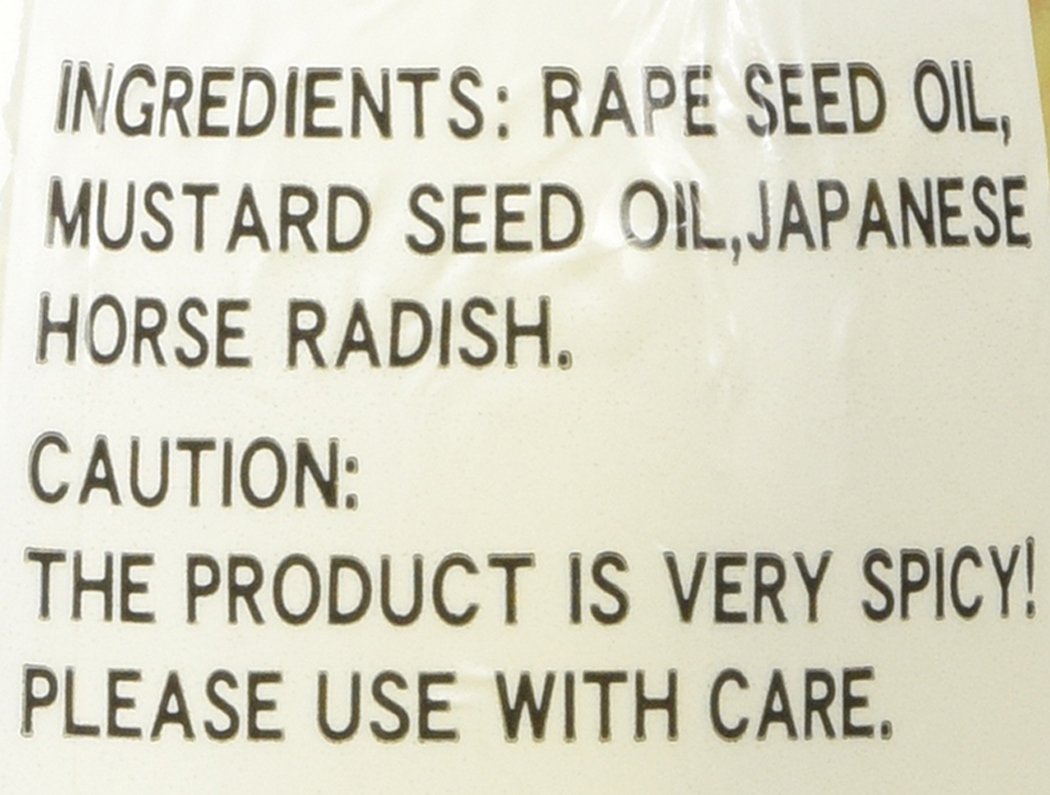 INGREDIENTS: RAPE SEED OIL,
MUSTARD SEED OIL,JAPANESE
HORSE RADISH.
CAUTION:
THE PRODUCT IS VERY SPICY!
PLEASE USE WITH CARE.